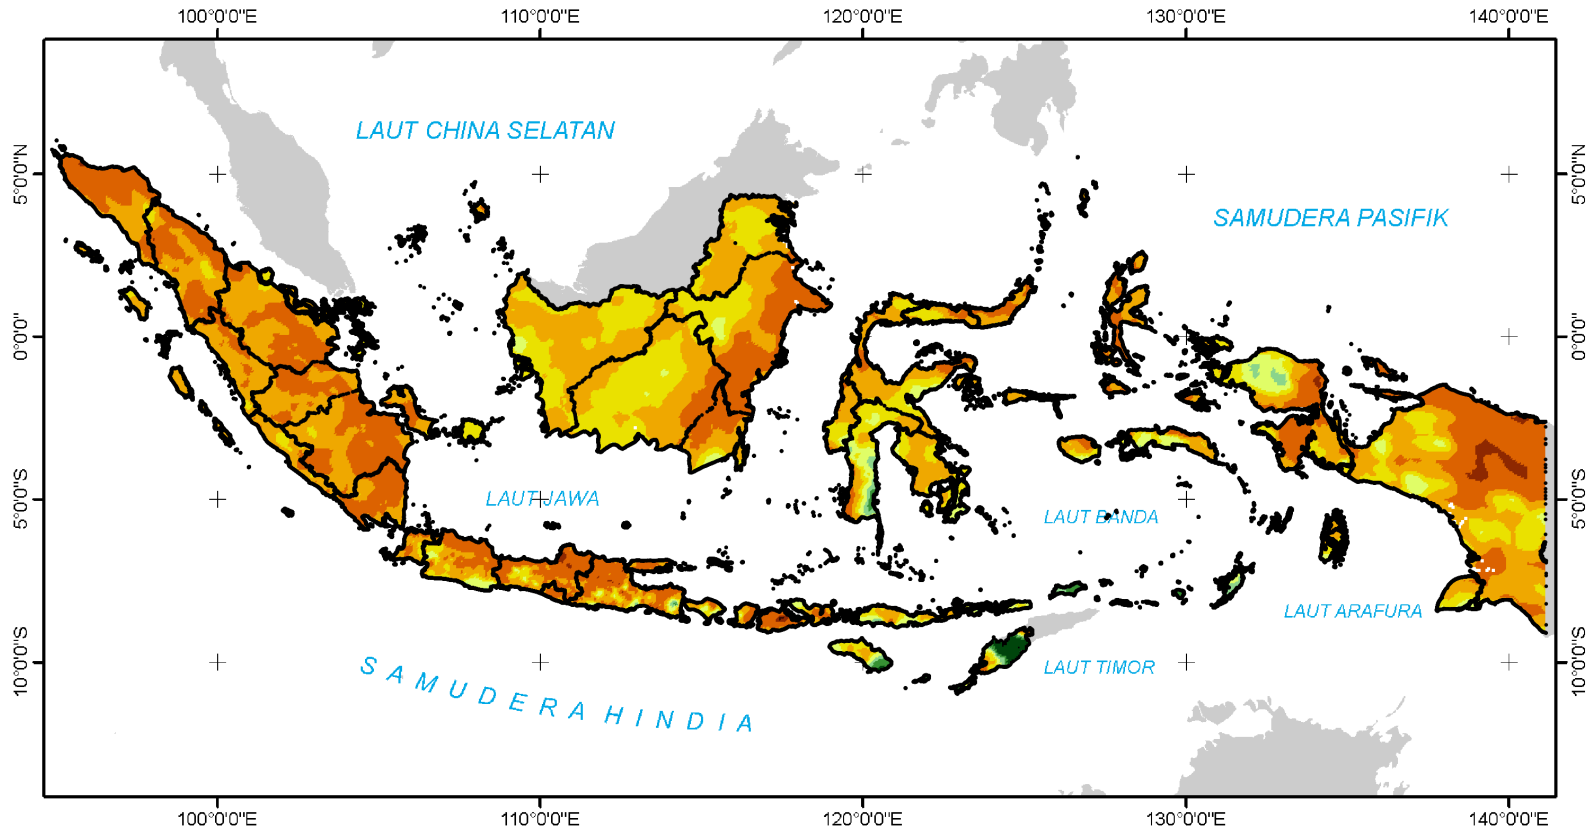 100°0'0"E 110°0'0"E 120°0'0"E 130°0'0"E 140°0'0"E
LAUT CHINA SELATAN
5°0'0"N 5°0'0"N
SAMUDERA PASIFIK
0°0'0" 0°0'0"
LAUT JAWA
5°0'0"S 5°0'0"S
LAUT BANDA
LAUT ARAFURA
10°0'0"S 10°0'0"S
LAUT TIMOR
SAMUDERA HINDIA
100°0'0"E 110°0'0"E 120°0'0"E 130°0'0"E 140°0'0"E